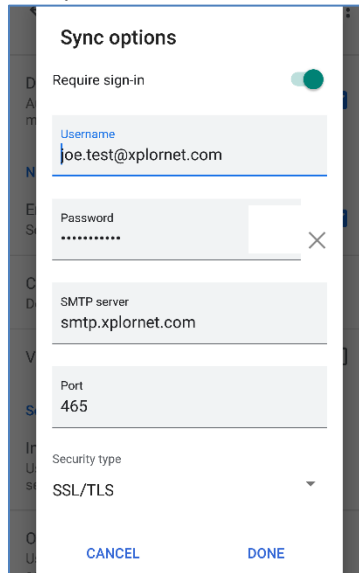 Sync options
Require sign-in
Username
joe.test@xplornet.com
Password
•••••••••••
SMTP server
smtp.xplornet.com
Port
465
Security type
SSL/TLS
CANCEL DONE